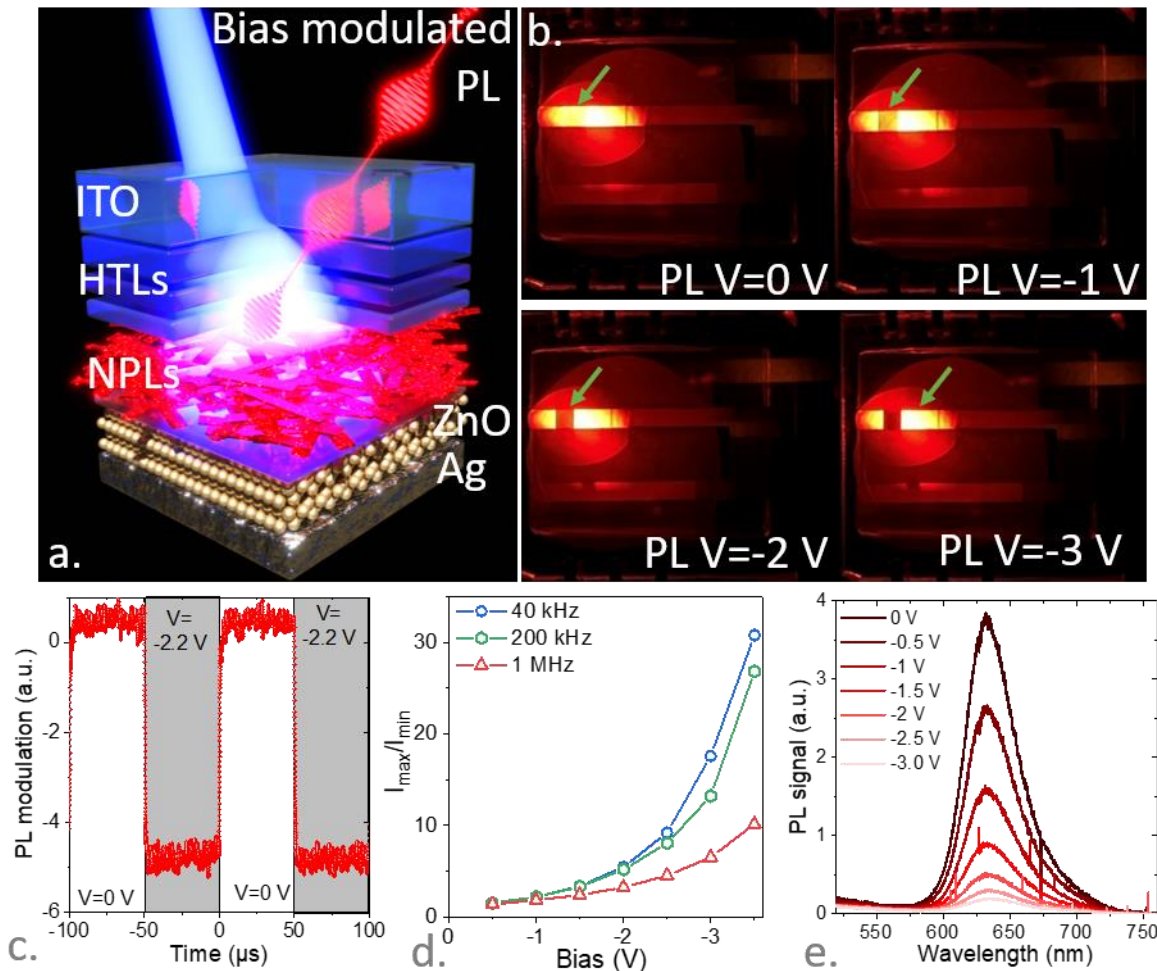 Bias modulated
PL
ITO
HTLs
NPLs
ZnO
Ag
a.
b.
PL V=0 V
PL V=-1 V
PL V=-2 V
PL V=-3 V
PL modulation (a.u.)
0
-2
-4
-6
V=
-2.2 V
V=
-2.2 V
V=0 V
V=0 V
-100
-50
0
50
100
Time (µs)
c.
I_max/I_min
30
20
10
0
40 kHz
200 kHz
1 MHz
0
-1
-2
-3
Bias (V)
d.
PL signal (a.u.)
4
3
2
1
0
0 V
-0.5 V
-1 V
-1.5 V
-2 V
-2.5 V
-3.0 V
550
600
650
700
750
Wavelength (nm)
e.